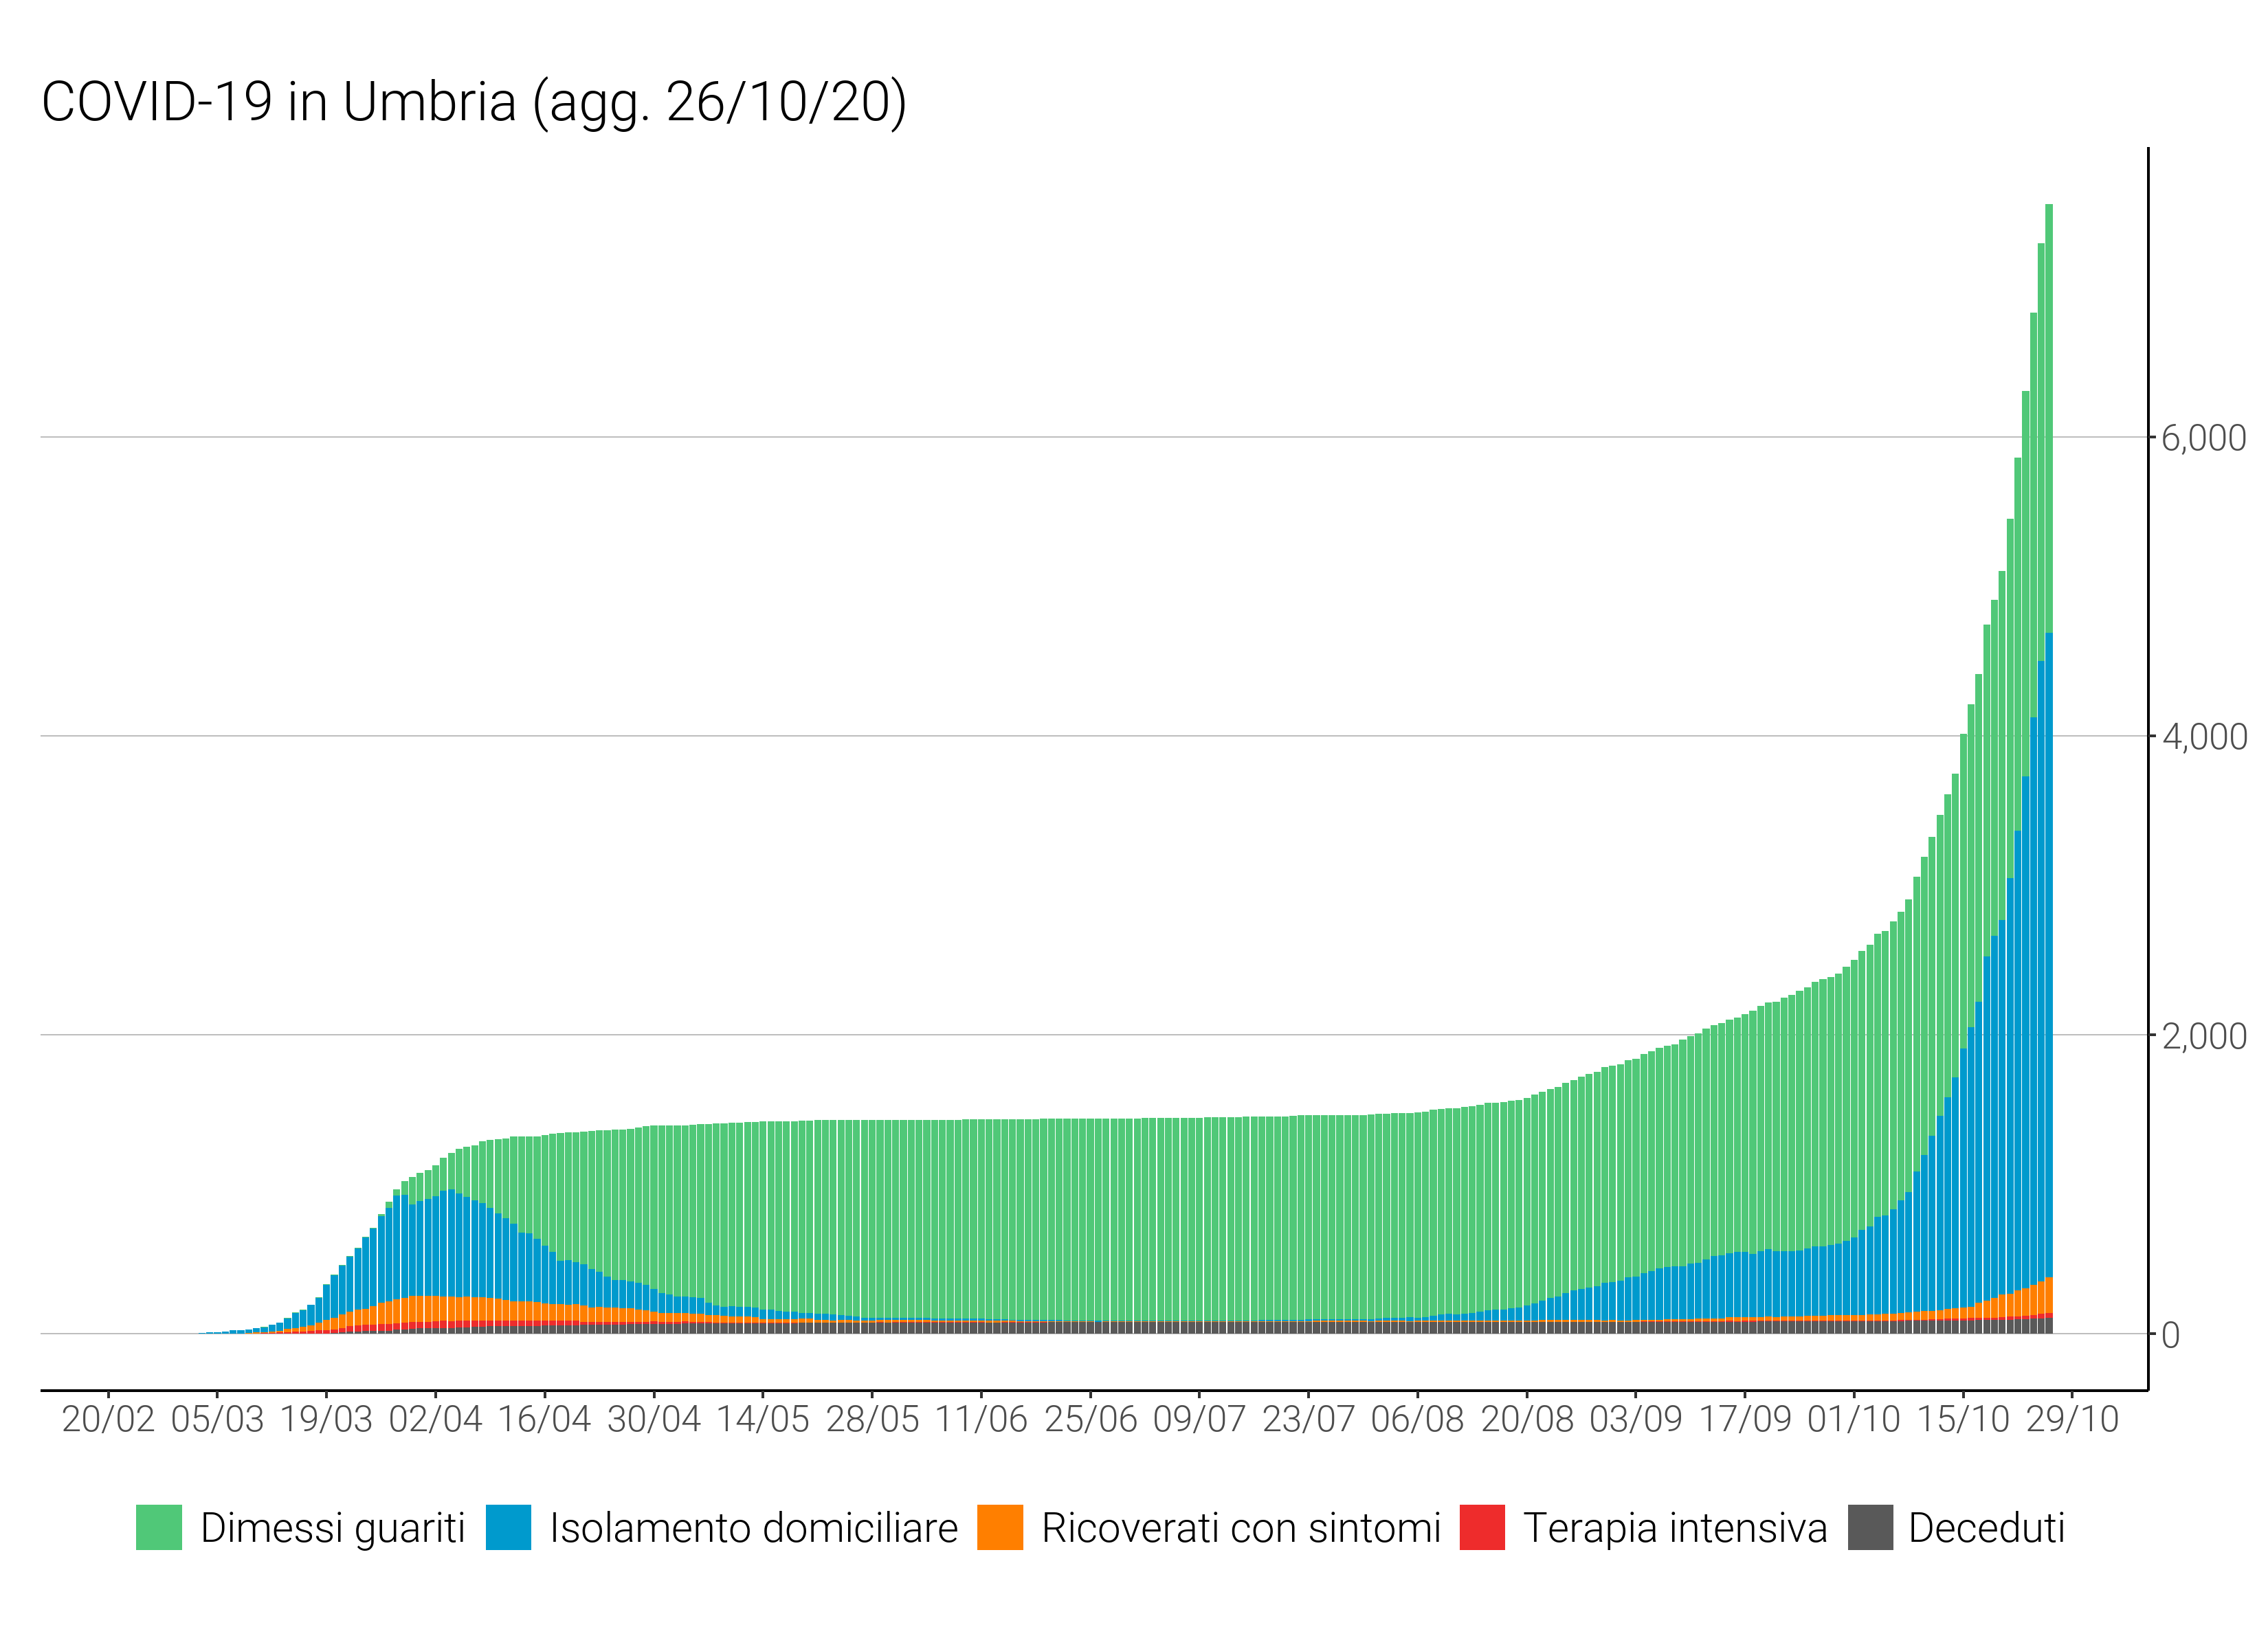 COVID-19 in Umbria (agg. 26/10/20)
6,000
4,000
2,000
0
20/02 05/03 19/03 02/04 16/04 30/04 14/05 28/05 11/06 25/06 09/07 23/07 06/08 20/08 03/09 17/09 01/10 15/10 29/10
Dimessi guariti Isolamento domiciliare Ricoverati con sintomi Terapia intensiva Deceduti